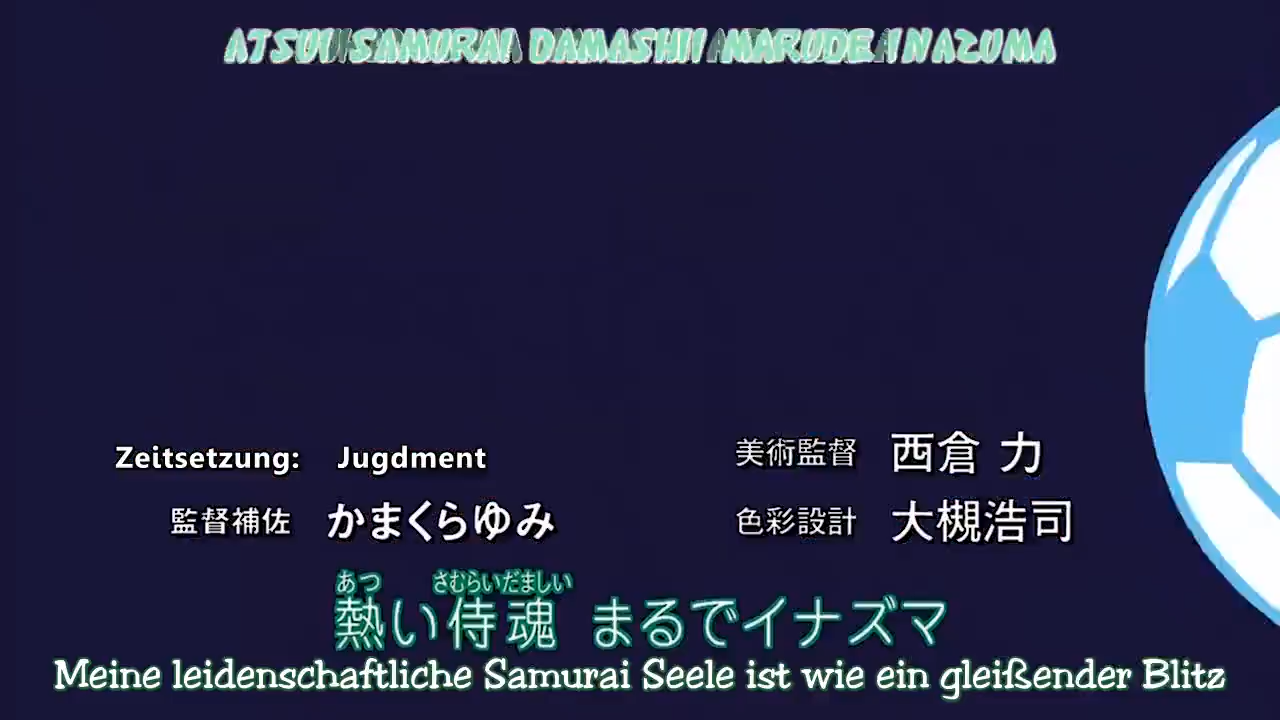 ATSUI SAMURAI DAMASHII MARUDE INAZUMA
Zeitsetzung: Jugdment
美術監督 西倉 力
監督補佐 かまくらゆみ
色彩設計 大槻浩司
あつ さむらいだましい
熱い侍魂 まるでイナズマ
Meine leidenschaftliche Samurai Seele ist wie ein gleißender Blitz